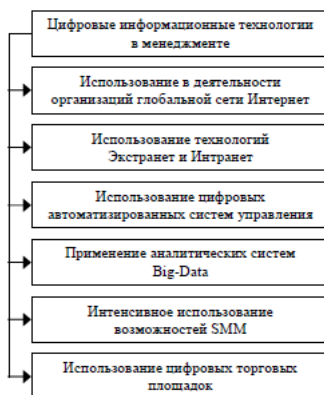 Цифровые информационные технологии
в менеджменте
Использование в деятельности
организаций глобальной сети Интернет
Использование технологий
Экстранет и Интранет
Использование цифровых
автоматизированных систем управления
Применение аналитических систем
Big-Data
Интенсивное использование
возможностей SMM
Использование цифровых торговых
площадок